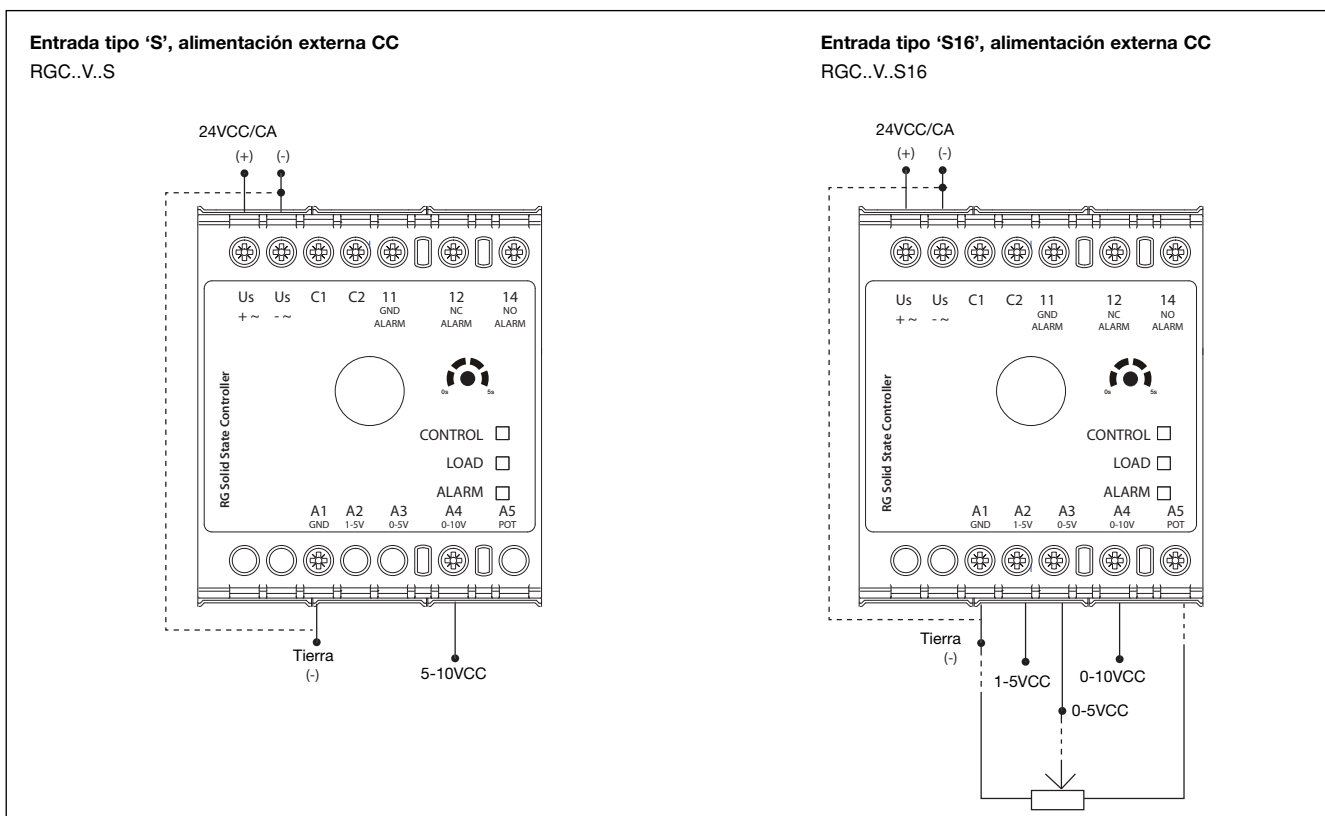 Entrada tipo ‘S’, alimentación externa CC
RGC..V..S
24VCC/CA
(+) (-)
Us Us C1 C2 11 12 14
+ ~ - ~ GND NC NO
ALARM ALARM ALARM
RG Solid State Controller
0s 5s
CONTROL
LOAD
ALARM
A1 A2 A3 A4 A5
GND 1-5V 0-5V 0-10V POT
Tierra
(-)
5-10VCC
Entrada tipo ‘S16’, alimentación externa CC
RGC..V..S16
24VCC/CA
(+) (-)
Us Us C1 C2 11 12 14
+ ~ - ~ GND NC NO
ALARM ALARM ALARM
RG Solid State Controller
0s 5s
CONTROL
LOAD
ALARM
A1 A2 A3 A4 A5
GND 1-5V 0-5V 0-10V POT
Tierra
(-)
1-5VCC
0-10VCC
0-5VCC